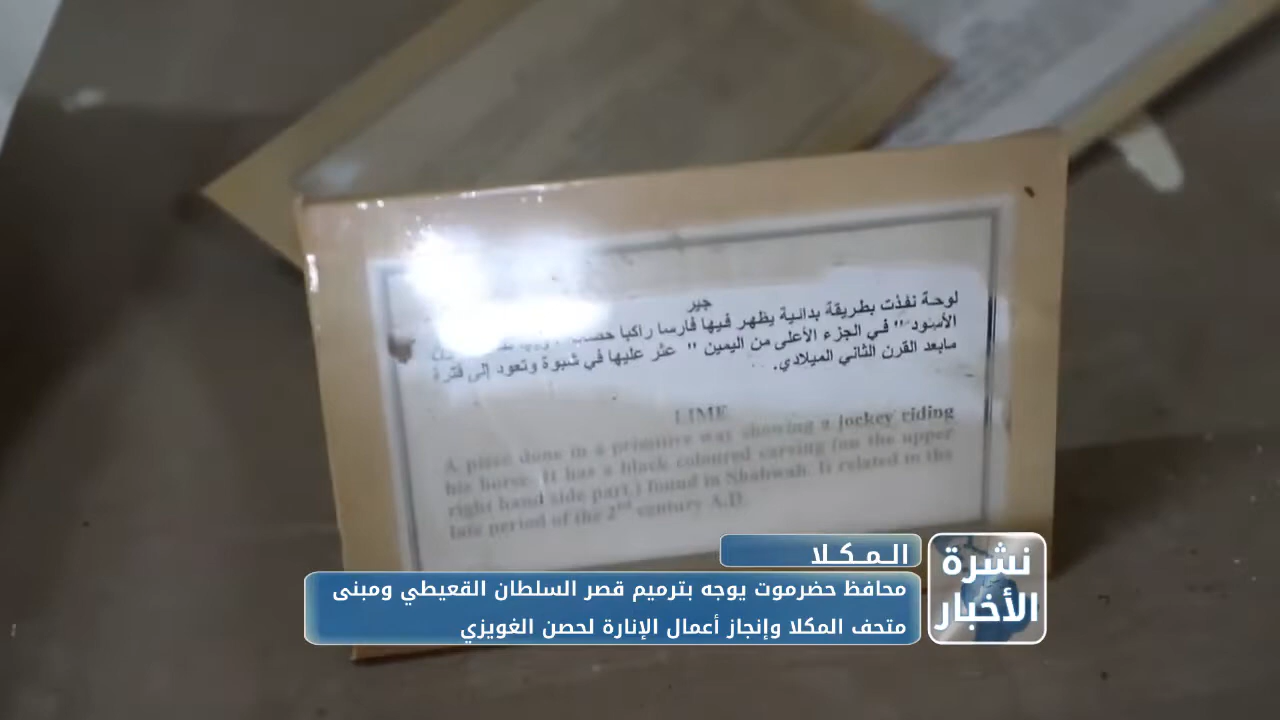 جير
لوحة نفذت بطريقة بدائية يظهر فيها فارسا راكبا
الأسود " في الجزء الأعلى من اليمين " عثر عليها في شبوة وتعود إلى فترة
مابعد القرن الثاني الميلادي.
LIME
A piece done in a primitive way showing a jockey riding
his horse. It has a black coloured carving (on the upper
right hand side part.) found in Shabwah. It related to the
late period of the 2nd century A.D.
المكلا
محافظ حضرموت يوجه بترميم قصر السلطان القعيطي ومبنى
متحف المكلا وإنجاز أعمال الإنارة لحصن الغويزي
نشرة
الأخبار